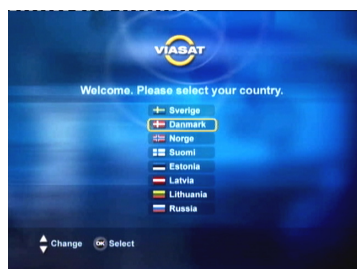 VIASAT
Welcome. Please select your country.
Sverige
Danmark
Norge
Suomi
Estonia
Latvia
Lithuania
Russia
Change OK Select